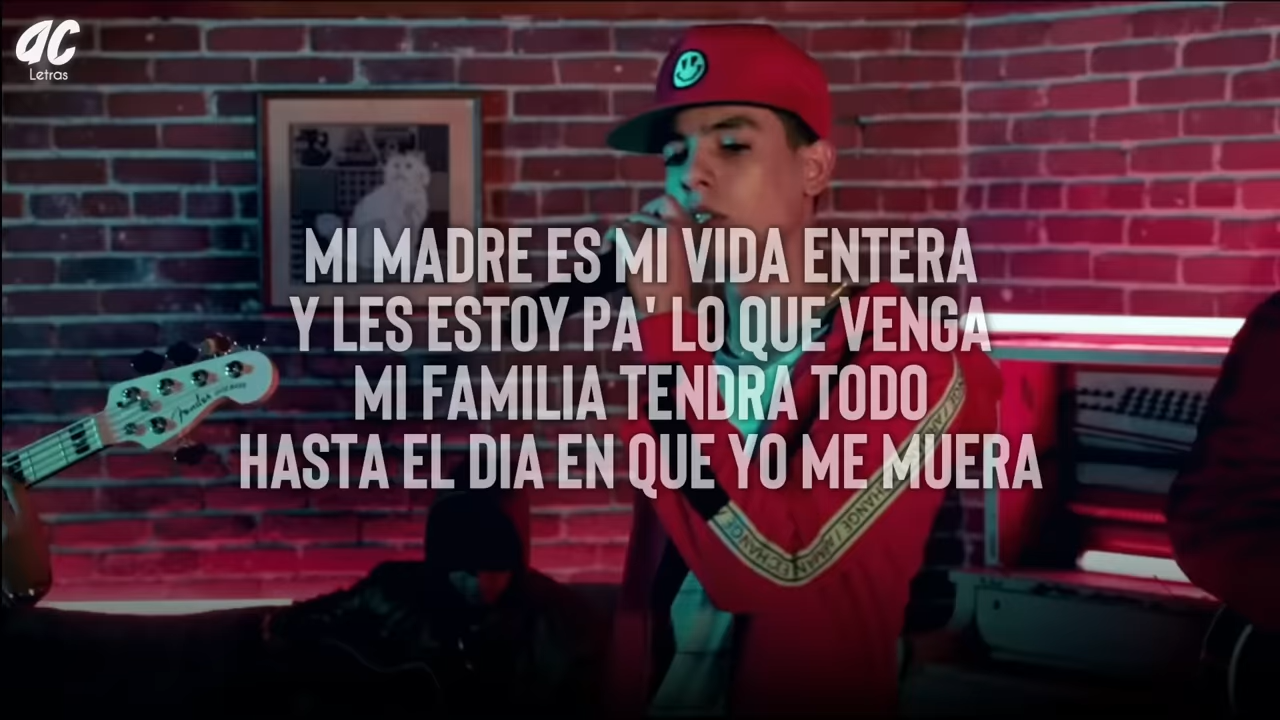 AC
Letras
MI MADRE ES MI VIDA ENTERA
Y LES ESTOY PA' LO QUE VENGA
MI FAMILIA TENDRA TODO
HASTA EL DIA EN QUE YO ME MUERA
Fender